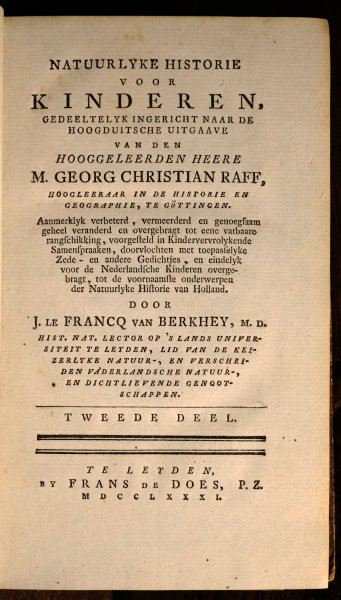 NATUURLYKE HISTORIE
VOOR
KINDEREN,
GEDEELTELYK INGERICHT NAAR DE
HOOGDUITSCHE UITGAAVE
VAN DEN
HOOGGELEERDEN HEERE
M. GEORG CHRISTIAN RAFF,
HOOGLEERAAR IN DE HISTORIE EN
GEOGRAPHIE, TE GÖTTINGEN.
Aanmerklyk verbeterd, vermeerderd en genoegsaam
geheel veranderd en overgebragt tot eene vatbaare
rangschikking, voorgesteld in Kindervervrolykende
Samenspraaken, doorvlochten met toepasselyke
Zede- en andere Gedichtjes, en eindelyk
voor de Nederlandsche Kinderen overge-
bragt, tot de voornaamste onderwerpen
der Natuurlyke Historie van Holland.
DOOR
J. LE FRANCQ VAN BERKHEY, M. D.
HIST. NAT. LECTOR OP 'S LANDS UNIVER-
SITEIT TE LEYDEN, LID VAN DE KEI-
ZERLYKE NATUUR-, EN VERSCHEI-
DEN VADERLANDSCHE NATUUR-,
EN DICHTLIEVENDE GENOOT-
SCHAPPEN.
TWEEDE DEEL.
TE LEYDEN,
BY FRANS DE DOES, P. Z.
MDCCLXXXI.